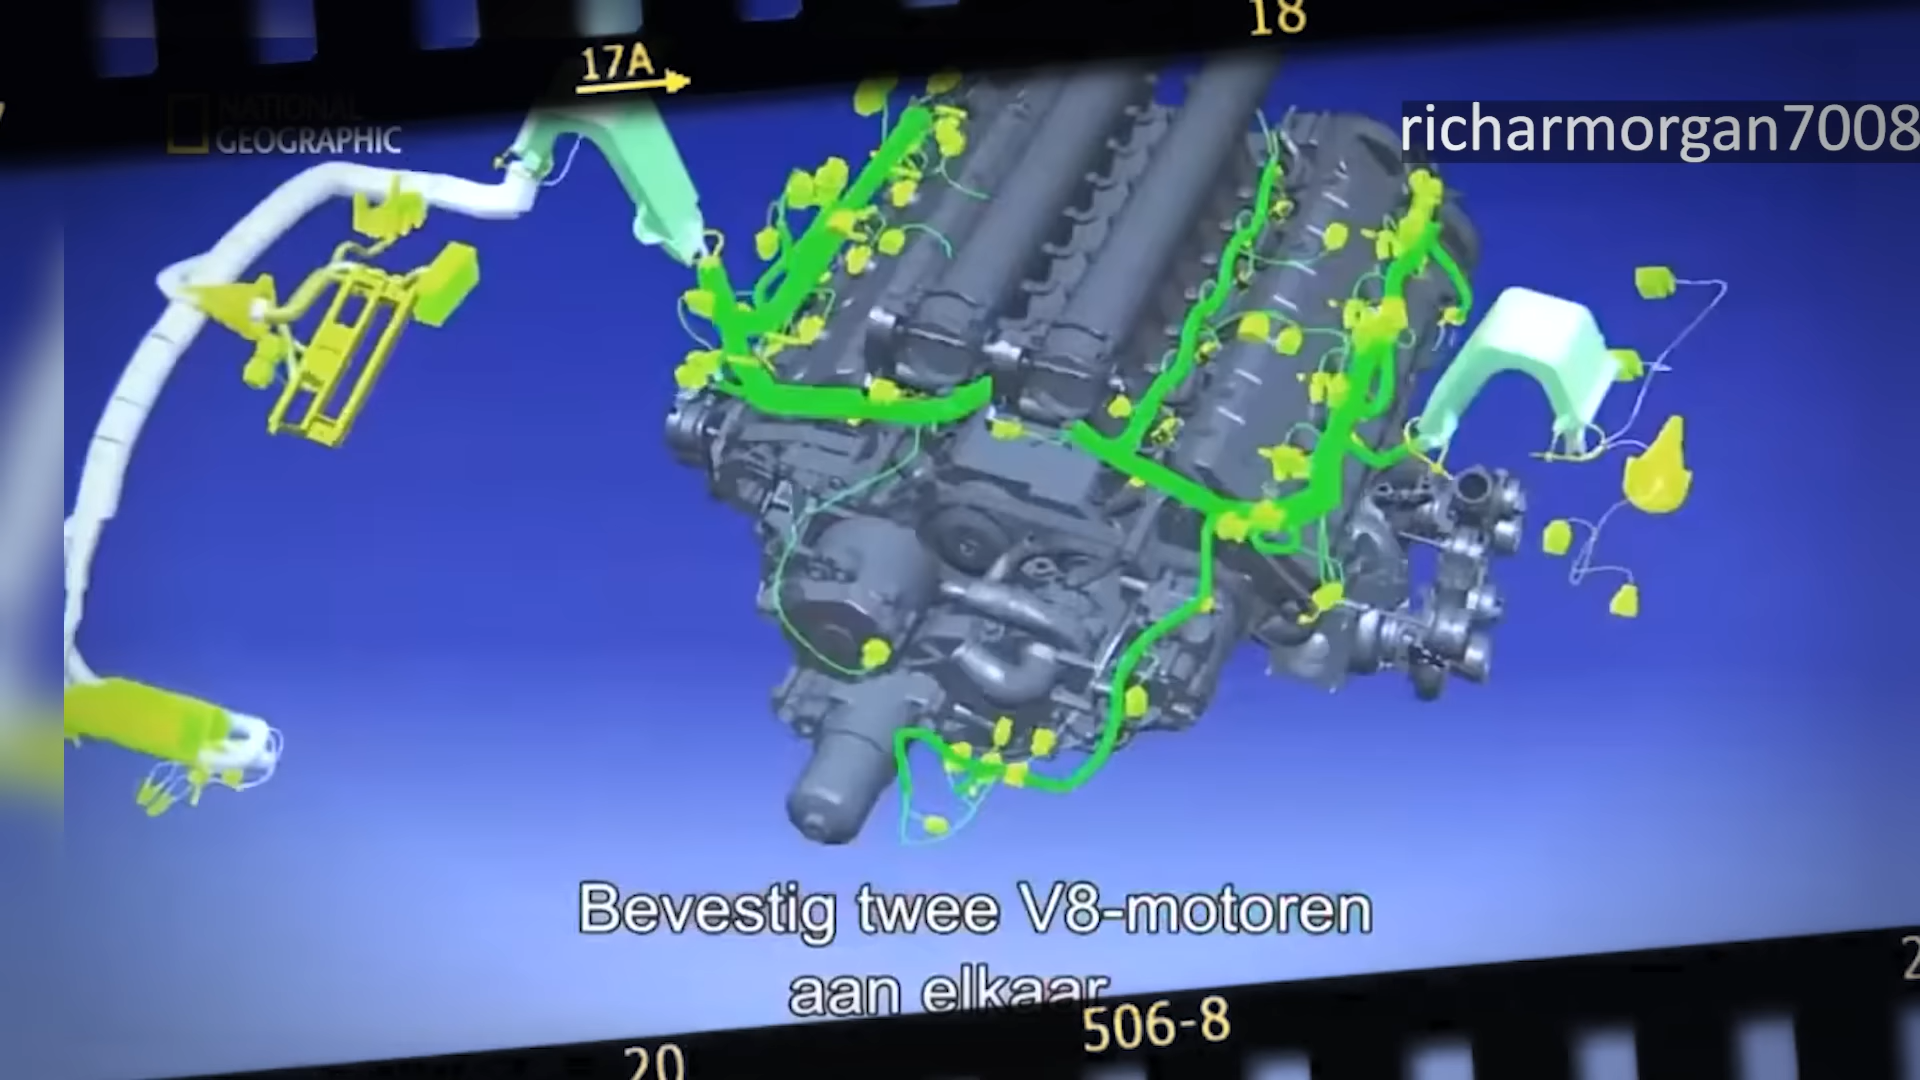 18
17A
NATIONAL
GEOGRAPHIC
richarmorgan7008
Bevestig twee V8-motoren
aan elkaar
506-8
20